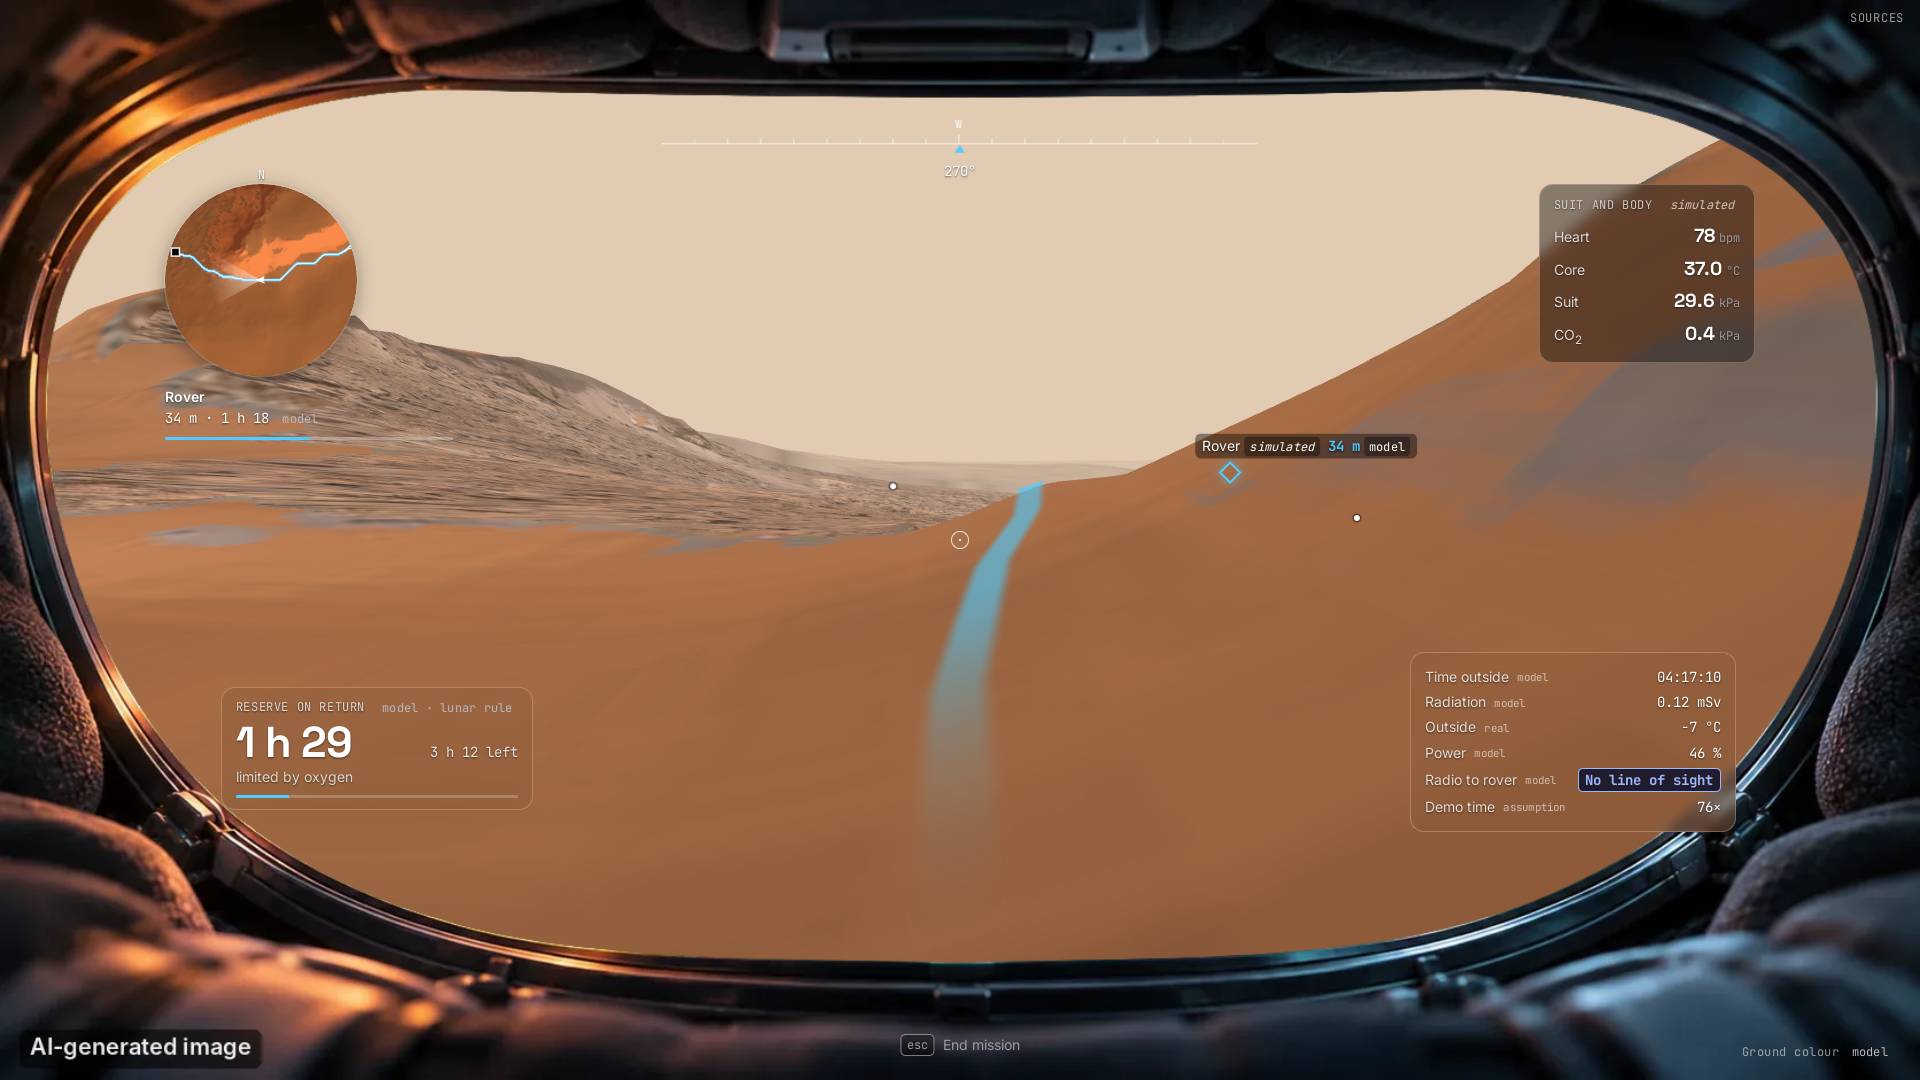 SOURCES
W
270°
N
SUIT AND BODY simulated
Heart 78 bpm
Core 37.0 °C
Suit 29.6 kPa
CO2 0.4 kPa
Rover
34 m · 1 h 18 model
Rover simulated 34 m model
RESERVE ON RETURN model · lunar rule
1 h 29 3 h 12 left
limited by oxygen
Time outside model 04:17:10
Radiation model 0.12 mSv
Outside real -7 °C
Power model 46 %
Radio to rover model No line of sight
Demo time assumption 76×
AI-generated image
esc End mission
Ground colour model